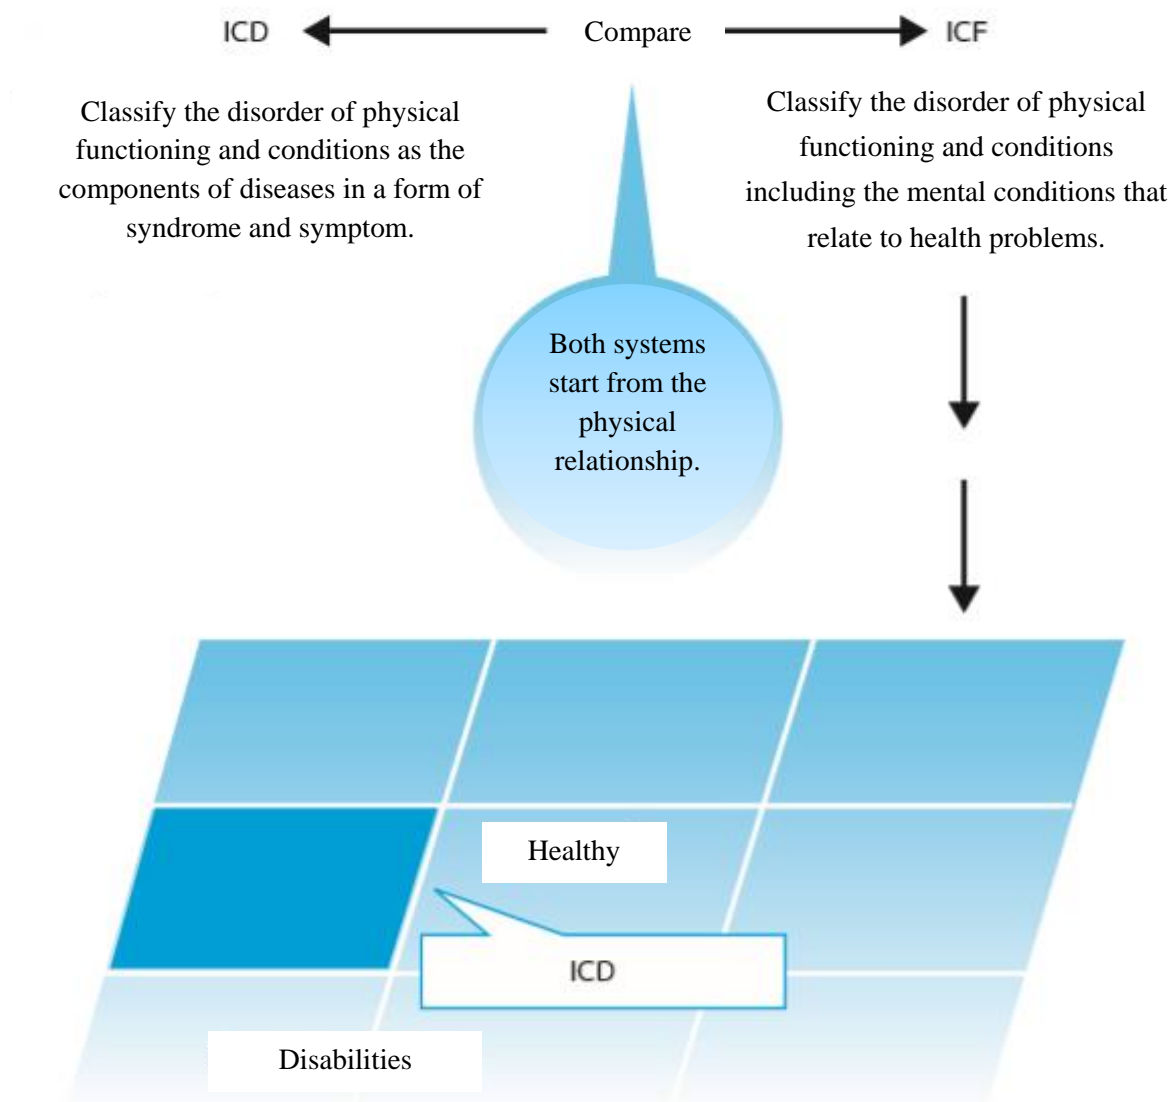 ICD Compare ICF
Classify the disorder of physical
functioning and conditions as the
components of diseases in a form of
syndrome and symptom.
Classify the disorder of physical
functioning and conditions
including the mental conditions that
relate to health problems.
Both systems
start from the
physical
relationship.
Healthy
ICD
Disabilities